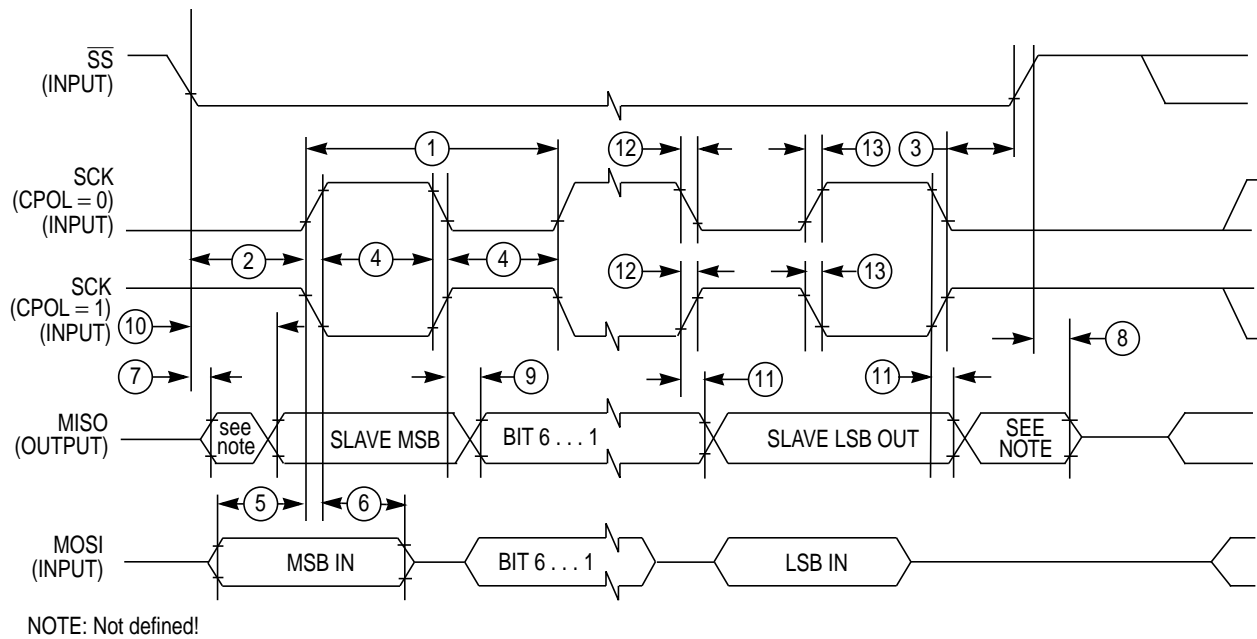 SS
(INPUT)
1
12
13
3
SCK
(CPOL = 0)
(INPUT)
2
4
4
12
13
SCK
(CPOL = 1)
(INPUT)
10
8
7
9
11
11
MISO
(OUTPUT)
see
note
SLAVE MSB
BIT 6 . . . 1
SLAVE LSB OUT
SEE
NOTE
5
6
MOSI
(INPUT)
MSB IN
BIT 6 . . . 1
LSB IN
NOTE: Not defined!